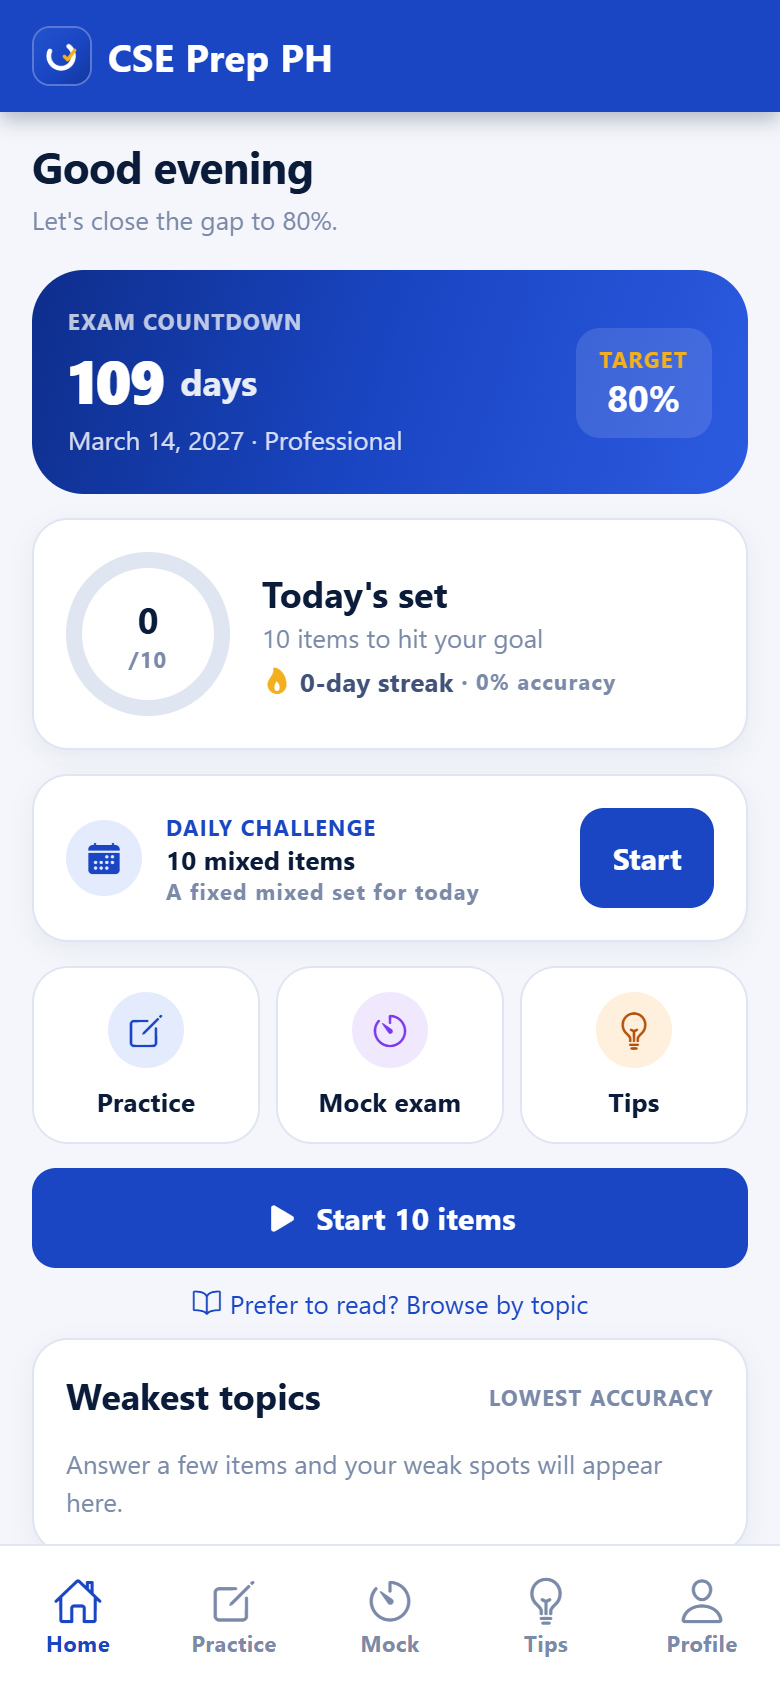 CSE Prep PH
Good evening
Let's close the gap to 80%.
EXAM COUNTDOWN
109 days
March 14, 2027 · Professional
TARGET
80%
0
/10
Today's set
10 items to hit your goal
0-day streak · 0% accuracy
DAILY CHALLENGE
10 mixed items
A fixed mixed set for today
Start
Practice
Mock exam
Tips
Start 10 items
Prefer to read? Browse by topic
Weakest topics
LOWEST ACCURACY
Answer a few items and your weak spots will appear
here.
Home
Practice
Mock
Tips
Profile